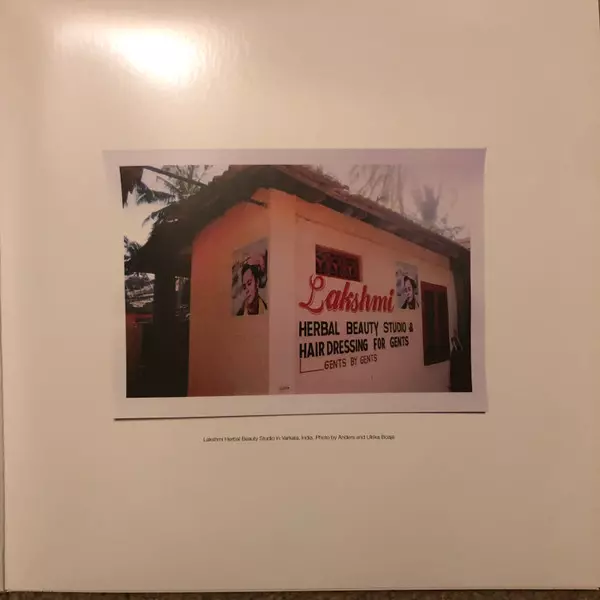 Lakshmi
HERBAL BEAUTY STUDIO &
HAIR DRESSING FOR GENTS
GENTS BY GENTS
Lakshmi Herbal Beauty Studio in Varkala, India. Photo by Anders and Ulrika Boaje